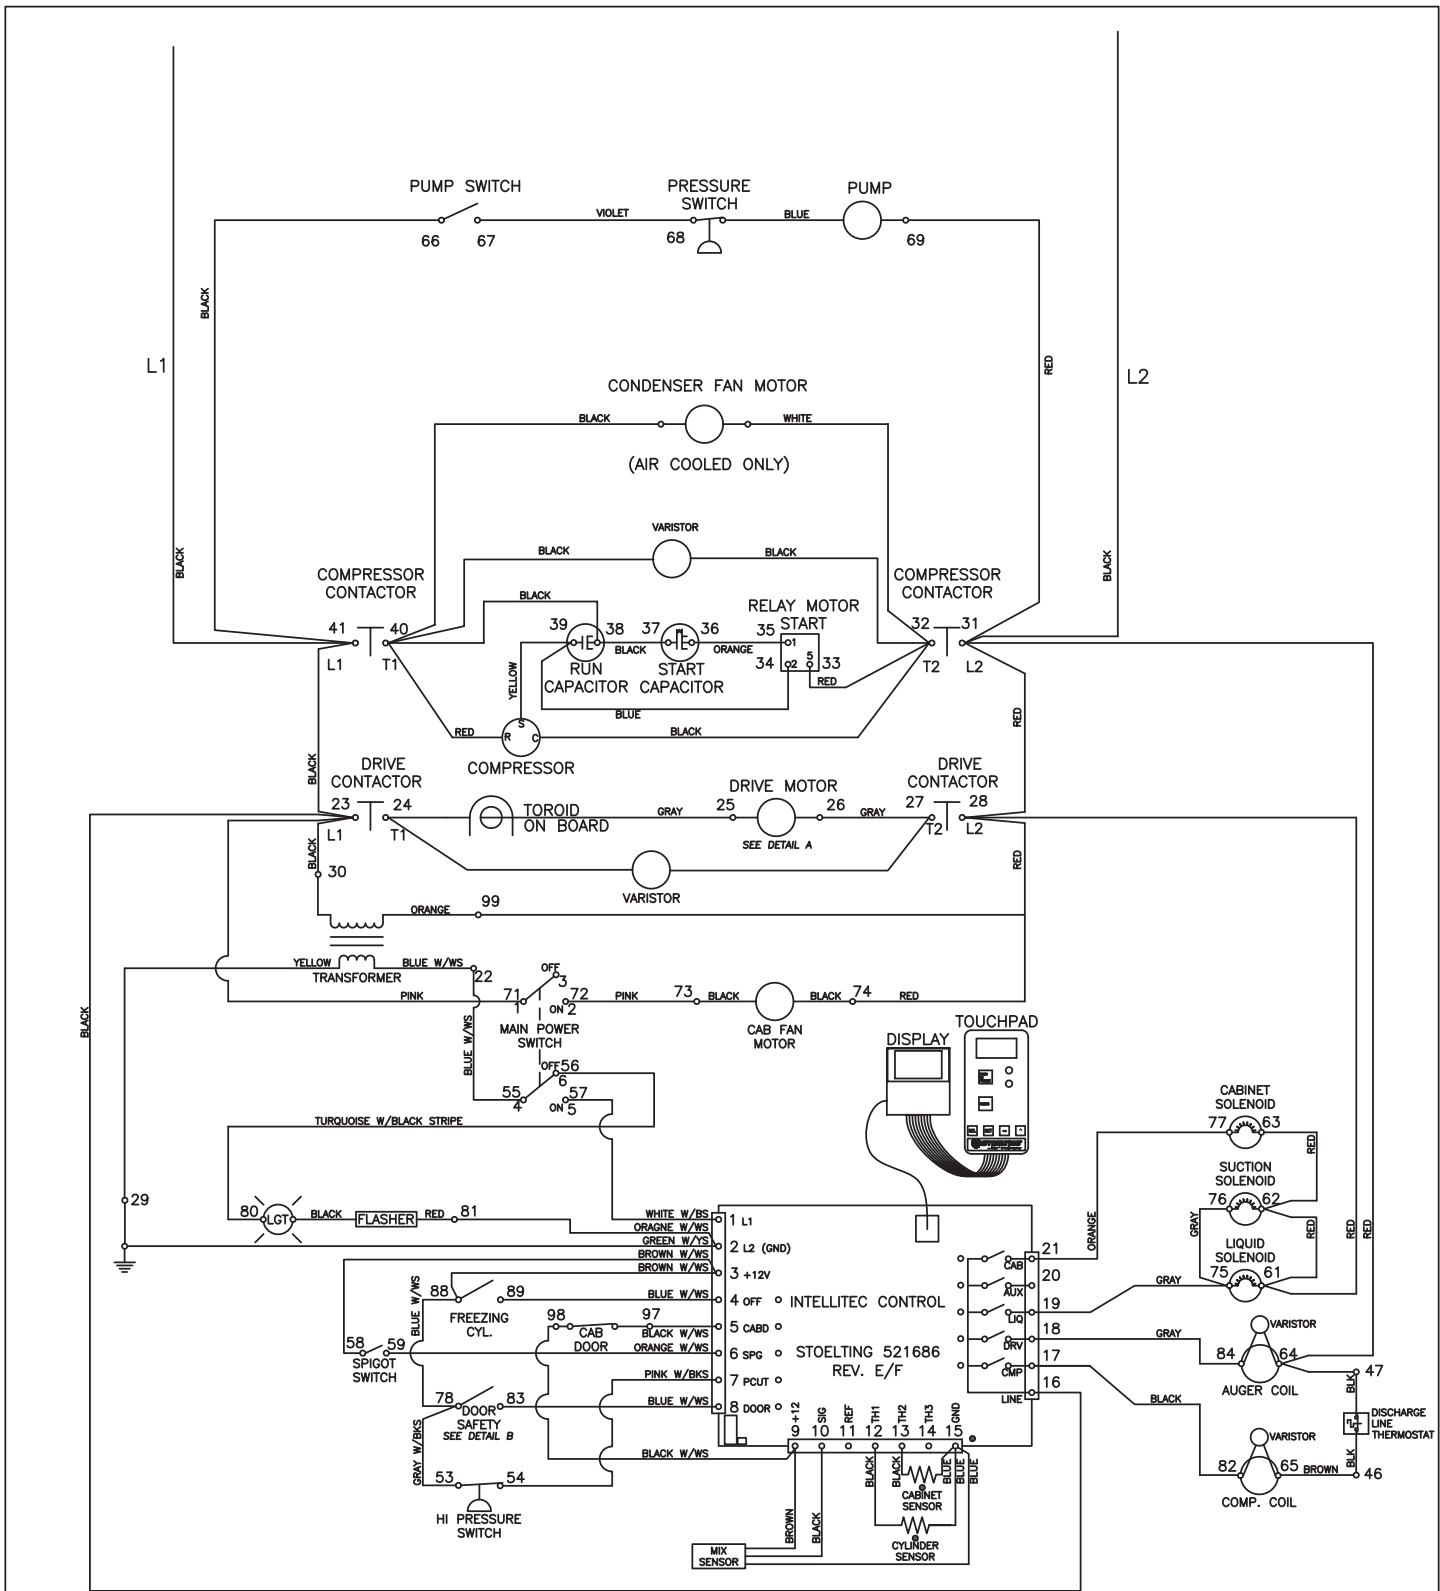 PUMP SWITCH
PRESSURE
SWITCH
PUMP
VIOLET
BLUE
66
67
68
69
BLACK
RED
L1
L2
CONDENSER FAN MOTOR
BLACK
WHITE
(AIR COOLED ONLY)
VARISTOR
BLACK
BLACK
BLACK
BLACK
COMPRESSOR
CONTACTOR
COMPRESSOR
CONTACTOR
BLACK
RELAY MOTOR
START
41
40
39
38
37
36
35
1
32
31
BLACK
ORANGE
34
2
5
33
L1
T1
RUN
CAPACITOR
START
CAPACITOR
RED
T2
L2
YELLOW
BLUE
S
R
C
RED
BLACK
RED
COMPRESSOR
BLACK
DRIVE
CONTACTOR
DRIVE MOTOR
DRIVE
CONTACTOR
23
24
TOROID
ON BOARD
GRAY
25
26
GRAY
27
28
L1
T1
SEE DETAIL A
T2
L2
BLACK
30
VARISTOR
RED
ORANGE
99
YELLOW
BLUE W/WS
TRANSFORMER
22
OFF
3
PINK
71
1
72
ON 2
PINK
73
BLACK
BLACK
74
RED
MAIN POWER
SWITCH
CAB FAN
MOTOR
BLACK
BLUE W/WS
DISPLAY
TOUCHPAD
OFF
56
6
55
4
57
ON 5
TURQUOISE W/BLACK STRIPE
CABINET
SOLENOID
77
63
RED
SUCTION
SOLENOID
76
62
GRAY
RED
RED
RED
LIQUID
SOLENOID
75
61
29
80
LGT
BLACK
FLASHER
RED
81
WHITE W/BS
ORAGNE W/WS
GREEN W/YS
BROWN W/WS
BROWN W/WS
1 L1
2 L2 (GND)
3 +12V
4 OFF
5 CABD
6 SPG
7 PCUT
8 DOOR
INTELLITEC CONTROL
STOELTING 521686
REV. E/F
CAB
21
ORANGE
AUX
20
LIQ
19
GRAY
DRV
18
GRAY
CMP
17
LINE
16
BLACK
BLUE W/WS
88
89
BLUE W/WS
FREEZING
CYL.
98
97
BLACK W/WS
CAB
DOOR
58
59
ORANGE W/WS
SPIGOT
SWITCH
PINK W/BKS
78
83
BLUE W/WS
DOOR
SAFETY
SEE DETAIL B
GRAY W/BKS
BLACK W/WS
53
54
HI PRESSURE
SWITCH
+12
SIG
REF
TH1
TH2
TH3
GND
9
10
11
12
13
14
15
BLACK
BLACK
BLUE
BLUE
BLUE
CABINET
SENSOR
BROWN
BLACK
CYLINDER
SENSOR
MIX
SENSOR
VARISTOR
84
64
AUGER COIL
47
BLK
DISCHARGE
LINE
THERMOSTAT
BLK
VARISTOR
82
65
BROWN
46
COMP. COIL